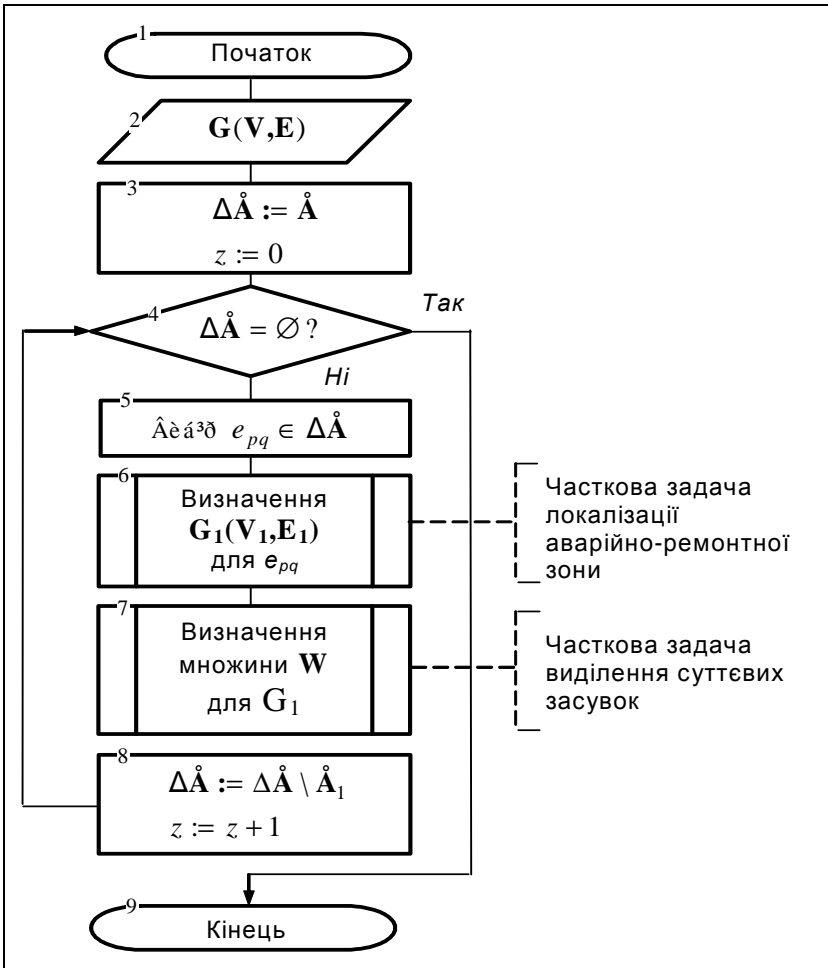 1
Початок
2
G(V,E)
3
ΔÅ := Å
z := 0
4
ΔÅ = ∅ ?
Так
Ні
5
Âèá³ð e_pq ∈ ΔÅ
6
Визначення
G₁(V₁,E₁)
для e_pq
Часткова задача
локалізації
аварійно-ремонтної
зони
7
Визначення
множини W
для G₁
Часткова задача
виділення суттєвих
засувок
8
ΔÅ := ΔÅ \ Å₁
z := z + 1
9
Кінець